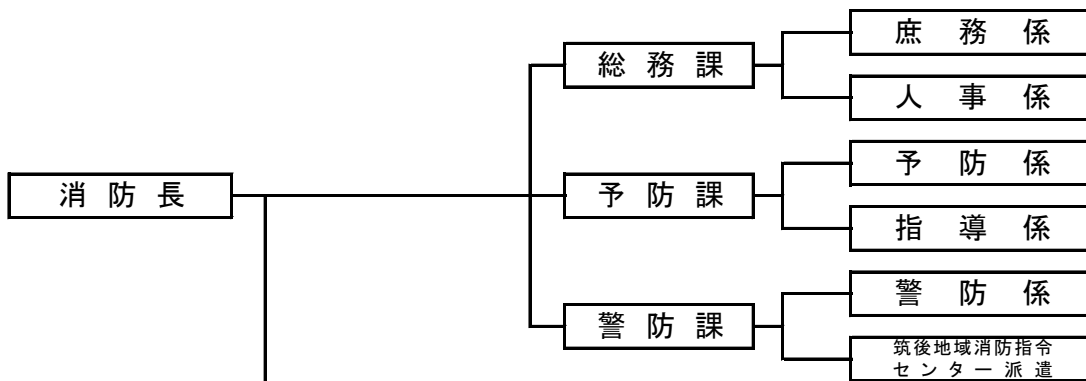 庶務係
総務課
人事係
予防係
消防長
予防課
指導係
警防係
警防課
筑後地域消防指令
センター派遣